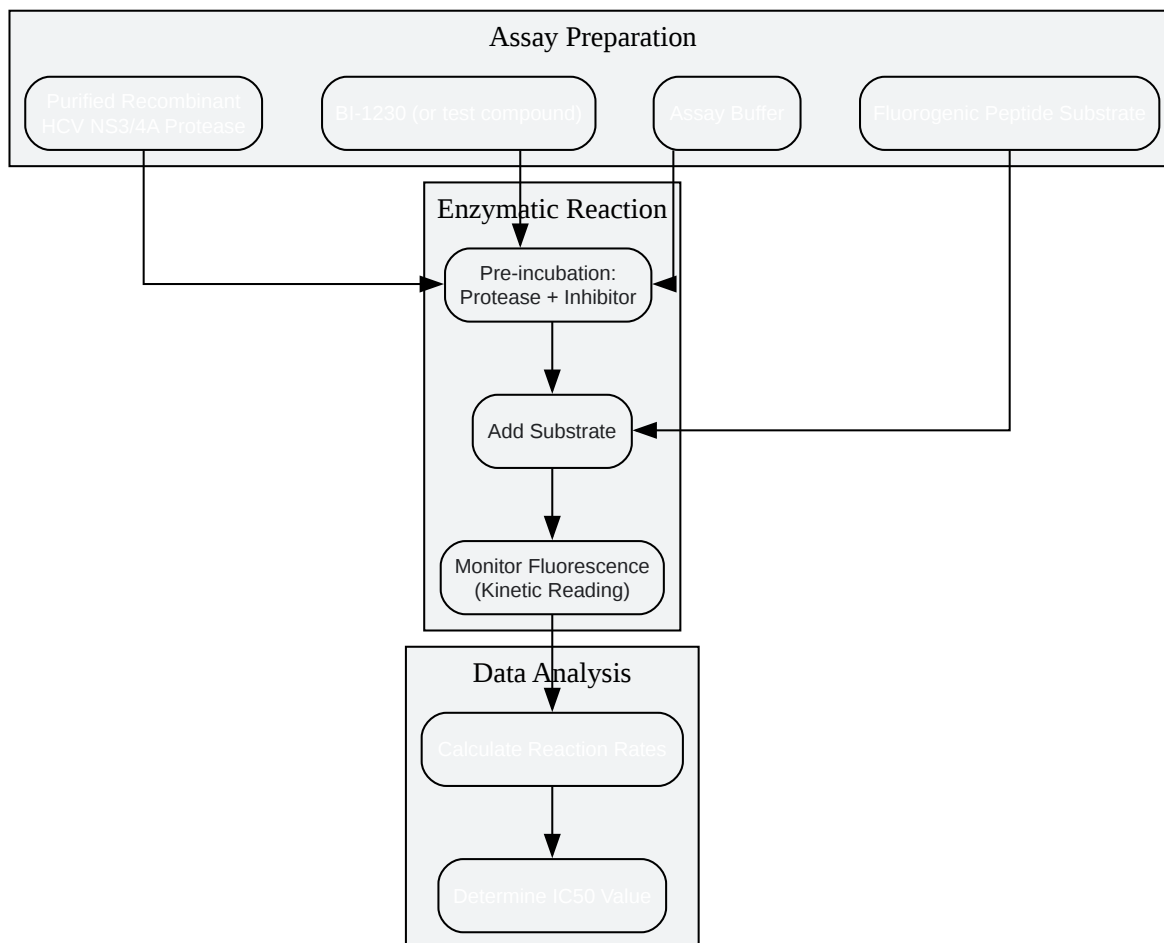 Assay Preparation
Purified Recombinant
HCV NS3/4A Protease
BI-1230 (or test compound)
Assay Buffer
Fluorogenic Peptide Substrate
Enzymatic Reaction
Pre-incubation:
Protease + Inhibitor
Add Substrate
Monitor Fluorescence
(Kinetic Reading)
Data Analysis
Calculate Reaction Rates
Determine IC50 Value